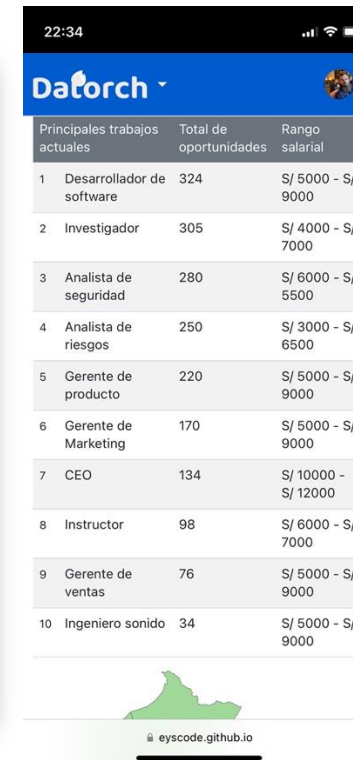 22:34
Datorch
Principales trabajos actuales Total de oportunidades Rango salarial
1 Desarrollador de software 324 S/ 5000 - S/ 9000
2 Investigador 305 S/ 4000 - S/ 7000
3 Analista de seguridad 280 S/ 6000 - S/ 5500
4 Analista de riesgos 250 S/ 3000 - S/ 6500
5 Gerente de producto 220 S/ 5000 - S/ 9000
6 Gerente de Marketing 170 S/ 5000 - S/ 9000
7 CEO 134 S/ 10000 - S/ 12000
8 Instructor 98 S/ 6000 - S/ 7000
9 Gerente de ventas 76 S/ 5000 - S/ 9000
10 Ingeniero sonido 34 S/ 5000 - S/ 9000
eyscode.github.io